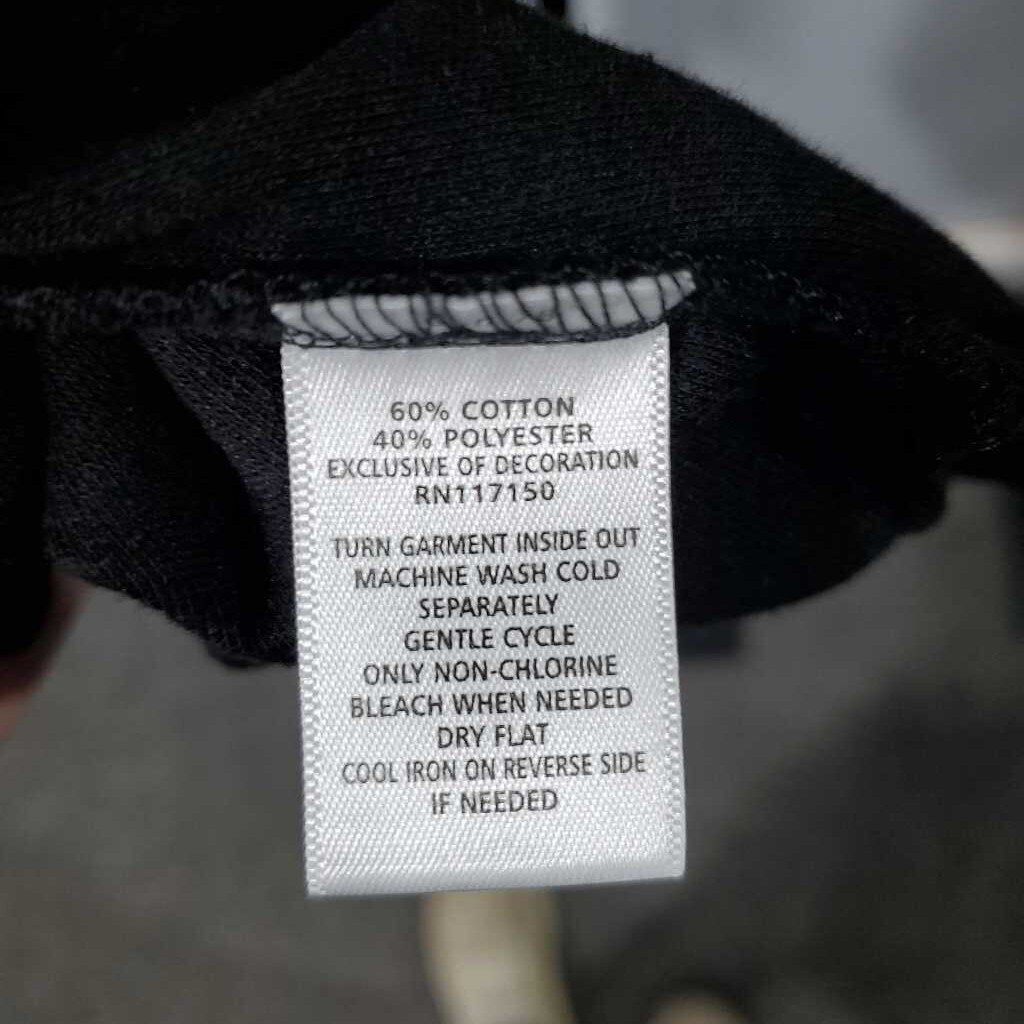 60% COTTON
40% POLYESTER
EXCLUSIVE OF DECORATION
RN117150
TURN GARMENT INSIDE OUT
MACHINE WASH COLD
SEPARATELY
GENTLE CYCLE
ONLY NON-CHLORINE
BLEACH WHEN NEEDED
DRY FLAT
COOL IRON ON REVERSE SIDE
IF NEEDED